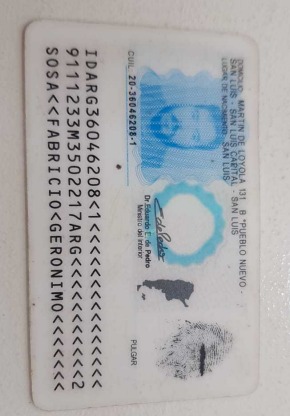 DOMICILIO: MARTIN DE LOYOLA 131 B "PUEBLO NUEVO -
SAN LUIS - SAN LUIS CAPITAL - SAN LUIS
LUGAR DE NACIMIENTO: SAN LUIS
CUIL: 20-36046208-1
Dr Eduardo E. de Pedro
Ministro del Interior
PULGAR
IDARG36046208<1<<<<<<<<<<<<<<<
9111233M3502217ARG<<<<<<<<<<<2
SOSA<<FABRICIO<GERONIMO<<<<<<<